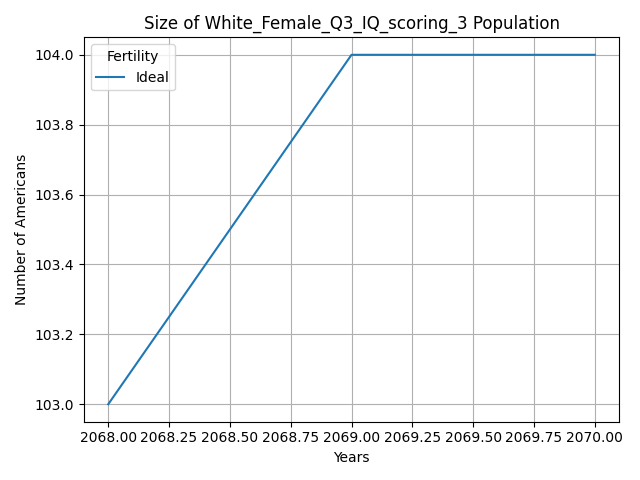 Size of White_Female_Q3_IQ_scoring_3 Population
Fertility
Ideal
104.0
103.8
103.6
103.4
103.2
103.0
Number of Americans
2068.00 2068.25 2068.50 2068.75 2069.00 2069.25 2069.50 2069.75 2070.00
Years